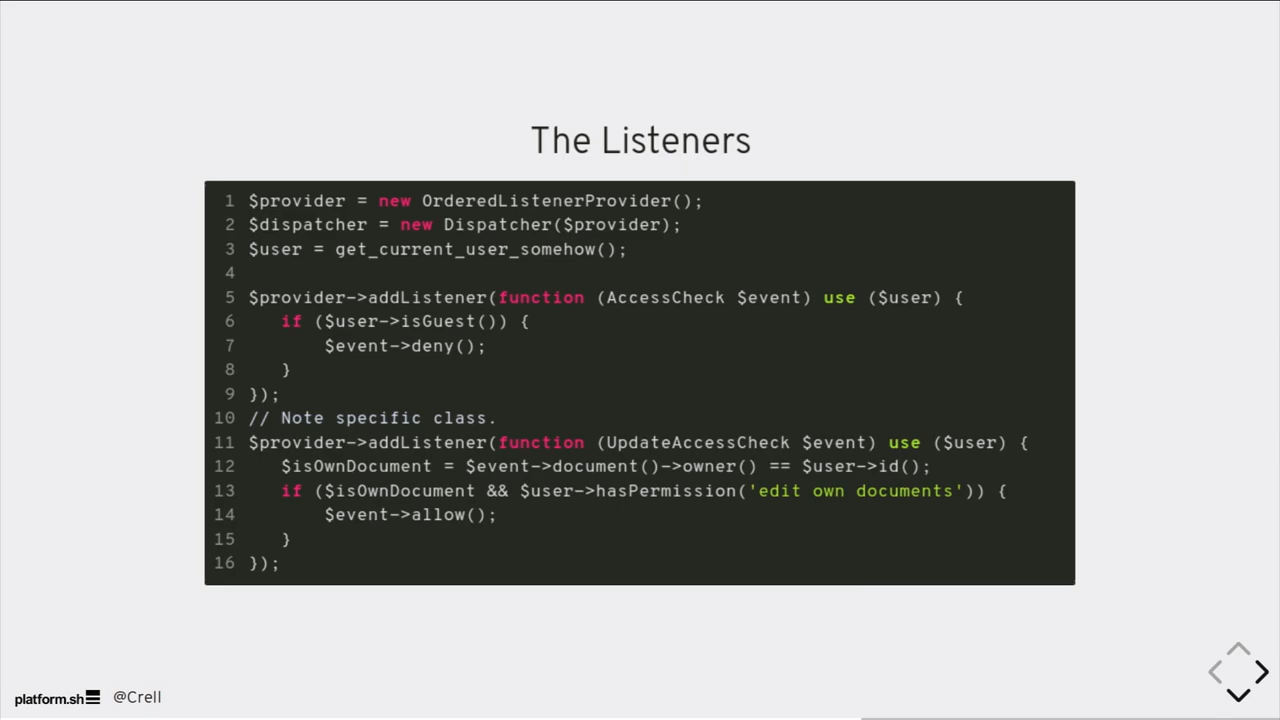 The Listeners
1 $provider = new OrderedListenerProvider();
2 $dispatcher = new Dispatcher($provider);
3 $user = get_current_user_somehow();
4
5 $provider->addListener(function (AccessCheck $event) use ($user) {
6    if ($user->isGuest()) {
7        $event->deny();
8    }
9 });
10 // Note specific class.
11 $provider->addListener(function (UpdateAccessCheck $event) use ($user) {
12    $isOwnDocument = $event->document()->owner() == $user->id();
13    if ($isOwnDocument && $user->hasPermission('edit own documents')) {
14        $event->allow();
15    }
16 });
platform.sh @Crell